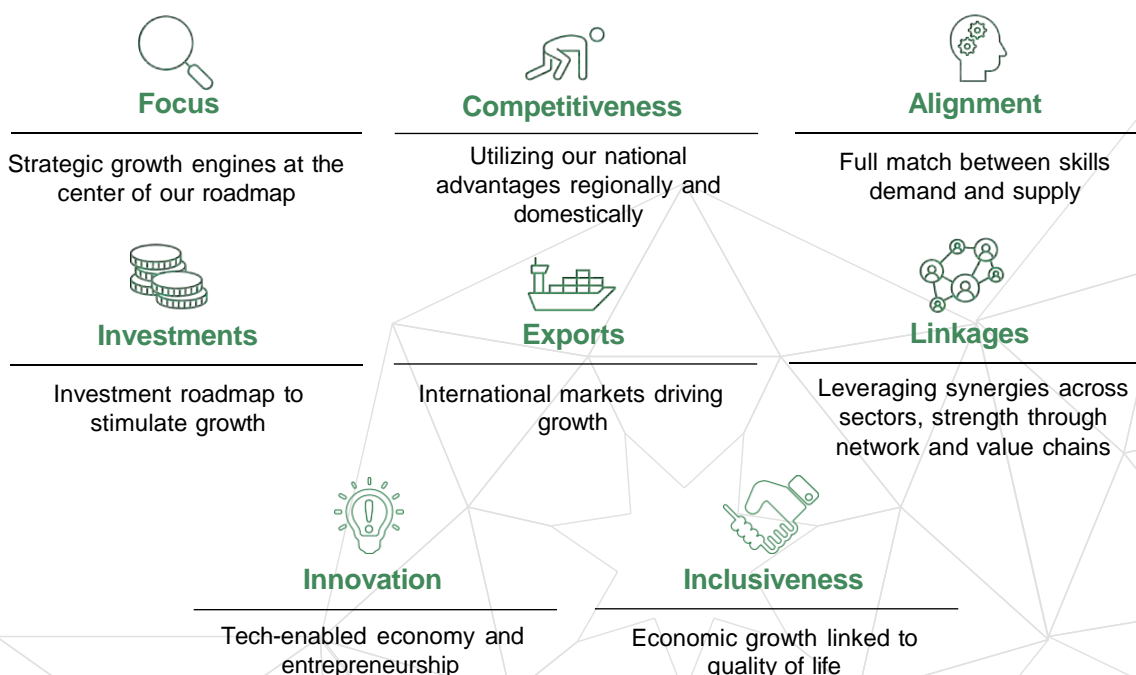 Focus
Competitiveness
Alignment
Strategic growth engines at the
center of our roadmap
Utilizing our national
advantages regionally and
domestically
Full match between skills
demand and supply
Investments
Exports
Linkages
Investment roadmap to
stimulate growth
International markets driving
growth
Leveraging synergies across
sectors, strength through
network and value chains
Innovation
Inclusiveness
Tech-enabled economy and
entrepreneurship
Economic growth linked to
quality of life